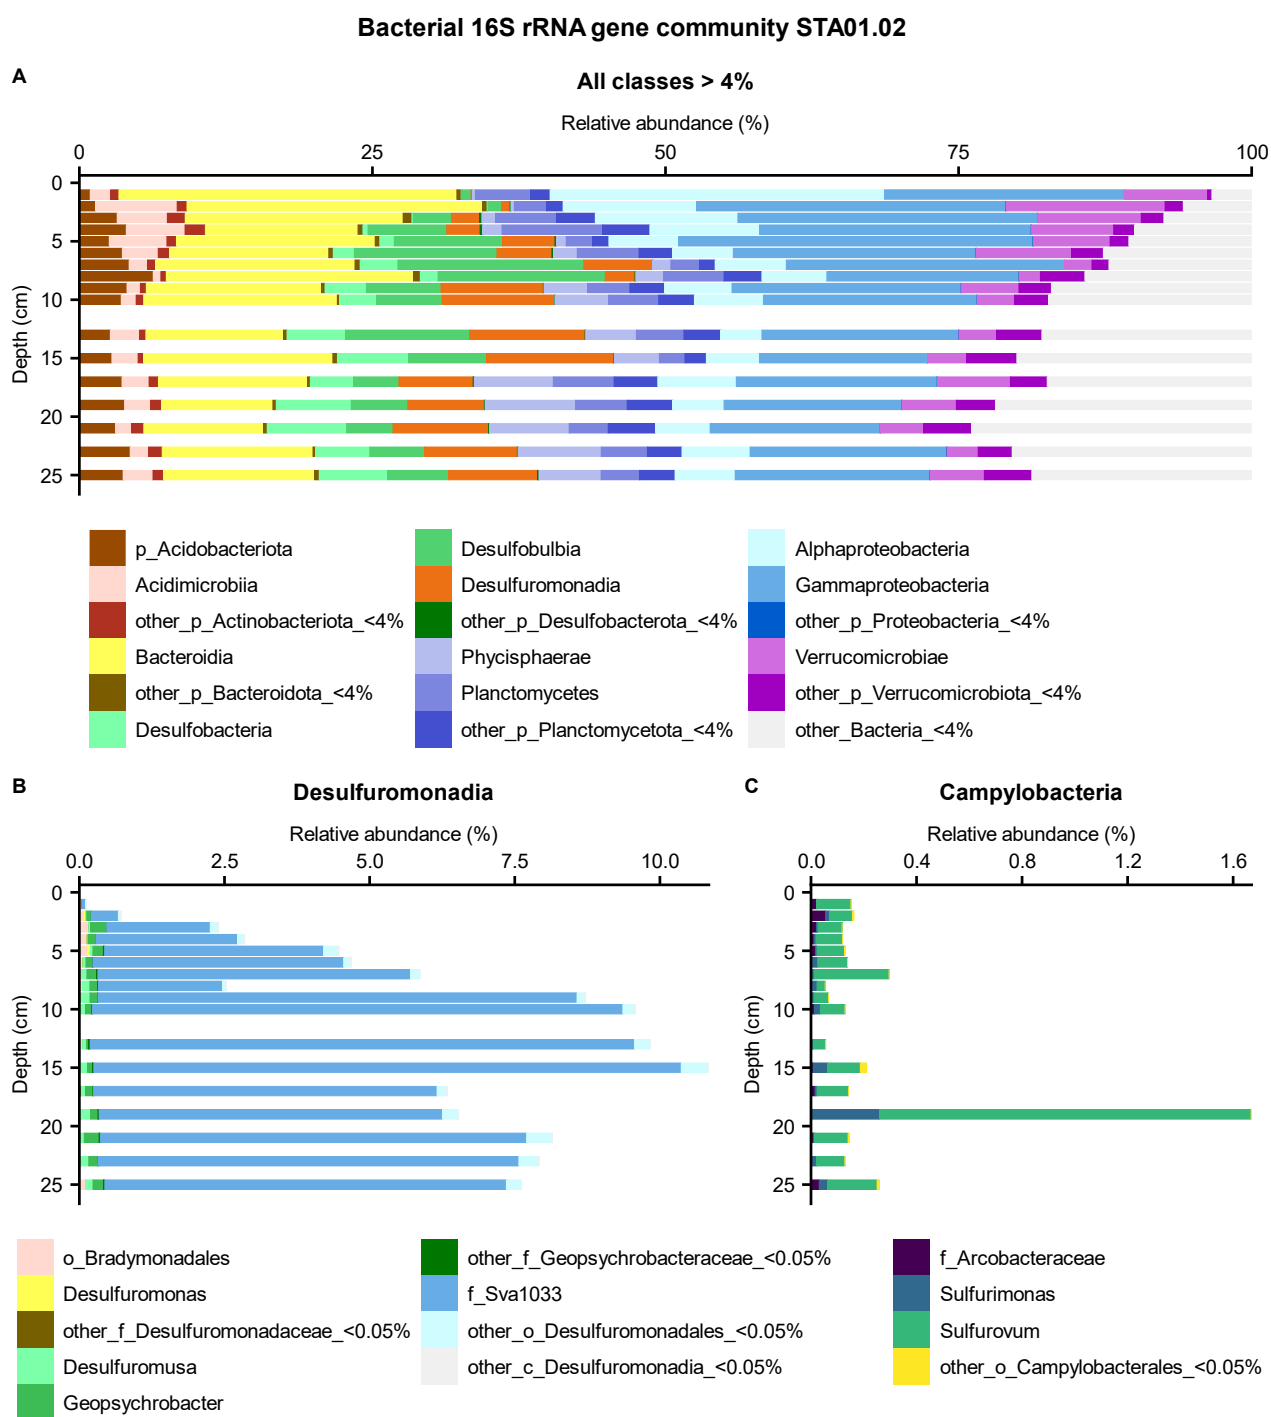 Bacterial 16S rRNA gene community STA01.02
A
All classes > 4%
Relative abundance (%)
0 25 50 75 100
Depth (cm)
0
5
10
15
20
25
p_Acidobacteriota
Acidimicrobiia
other_p_Actinobacteriota_<4%
Bacteroidia
other_p_Bacteroidota_<4%
Desulfobacteria
Desulfobulbia
Desulfuromonadia
other_p_Desulfobacterota_<4%
Phycisphaerae
Planctomycetes
other_p_Planctomycetota_<4%
Alphaproteobacteria
Gammaproteobacteria
other_p_Proteobacteria_<4%
Verrucomicrobiae
other_p_Verrucomicrobiota_<4%
other_Bacteria_<4%
B
Desulfuromonadia
Relative abundance (%)
0.0 2.5 5.0 7.5 10.0
Depth (cm)
0
5
10
15
20
25
C
Campylobacteria
Relative abundance (%)
0.0 0.4 0.8 1.2 1.6
Depth (cm)
0
5
10
15
20
25
o_Bradymonadales
Desulfuromonas
other_f_Desulfuromonadaceae_<0.05%
Desulfuromusa
Geopsychrobacter
other_f_Geopsychrobacteraceae_<0.05%
f_Sva1033
other_o_Desulfuromonadales_<0.05%
other_c_Desulfuromonadia_<0.05%
f_Arcobacteraceae
Sulfurimonas
Sulfurovum
other_o_Campylobacterales_<0.05%